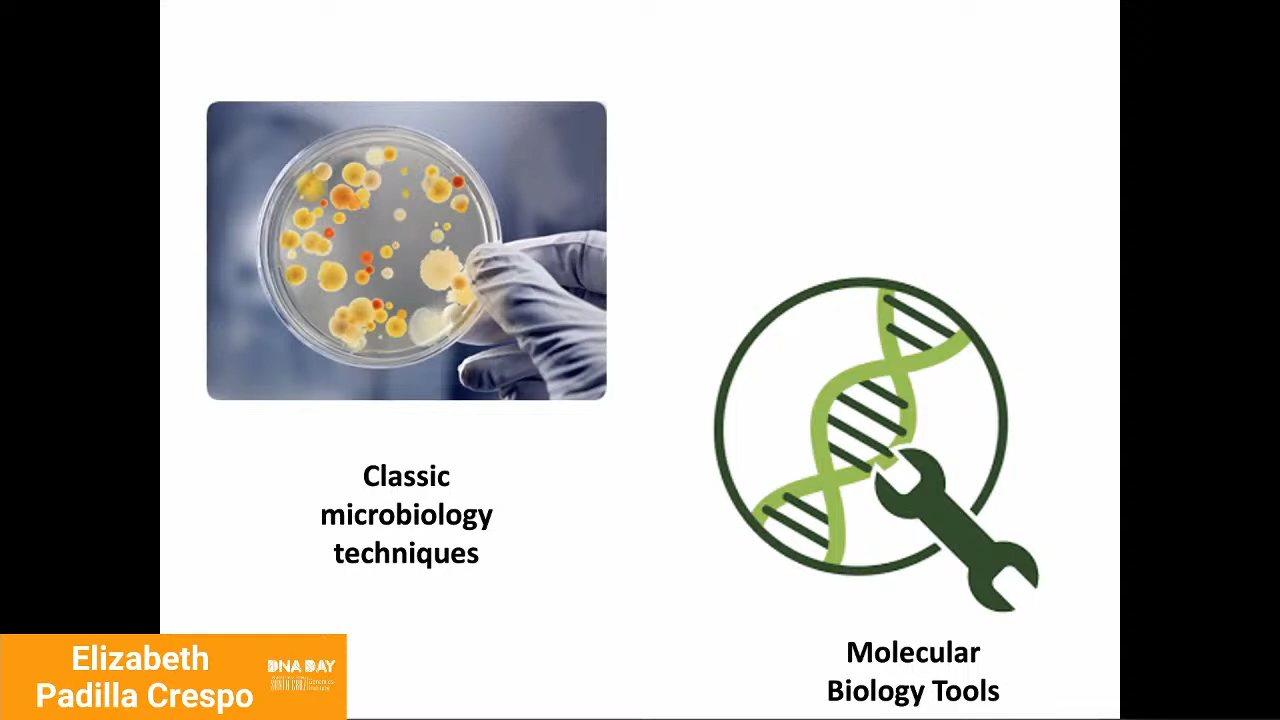 Classic
microbiology
techniques
Molecular
Biology Tools
Elizabeth
Padilla Crespo
DNA DAY